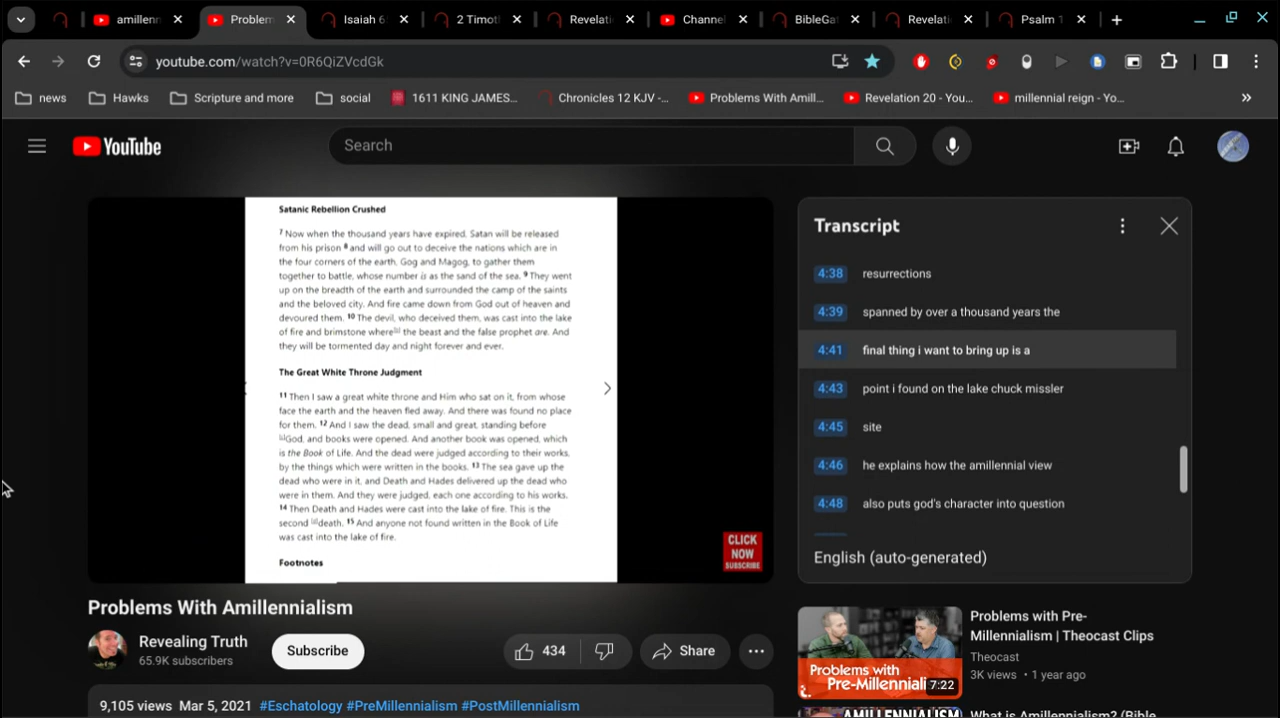 amillenn
Problem
Isaiah 6
2 Timot
Revelati
Channel
BibleGa
Revelati
Psalm 1
youtube.com/watch?v=0R6QiZVcdGk
news
Hawks
Scripture and more
social
1611 KING JAMES...
Chronicles 12 KJV -...
Problems With Amill...
Revelation 20 - You...
millennial reign - Yo...
»
YouTube
Search
Satanic Rebellion Crushed
7 Now when the thousand years have expired, Satan will be released
from his prison 8 and will go out to deceive the nations which are in
the four corners of the earth, Gog and Magog, to gather them
together to battle, whose number is as the sand of the sea. 9 They went
up on the breadth of the earth and surrounded the camp of the saints
and the beloved city. And fire came down from God out of heaven and
devoured them. 10 The devil, who deceived them, was cast into the lake
of fire and brimstone where the beast and the false prophet are. And
they will be tormented day and night forever and ever.
The Great White Throne Judgment
11 Then I saw a great white throne and Him who sat on it, from whose
face the earth and the heaven fled away. And there was found no place
for them. 12 And I saw the dead, small and great, standing before
God, and books were opened. And another book was opened, which
is the Book of Life. And the dead were judged according to their works,
by the things which were written in the books. 13 The sea gave up the
dead who were in it, and Death and Hades delivered up the dead who
were in them. And they were judged, each one according to his works.
14 Then Death and Hades were cast into the lake of fire. This is the
second death. 15 And anyone not found written in the Book of Life
was cast into the lake of fire.
Footnotes
CLICK
NOW
SUBSCRIBE
Transcript
4:38 resurrections
4:39 spanned by over a thousand years the
4:41 final thing i want to bring up is a
4:43 point i found on the lake chuck missler
4:45 site
4:46 he explains how the amillennial view
4:48 also puts god's character into question
English (auto-generated)
Problems With Amillennialism
Revealing Truth
65.9K subscribers
Subscribe
434
Share
9,105 views Mar 5, 2021 #Eschatology #PreMillennialism #PostMillennialism
Problems with
Pre-Millenniali
7:22
Problems with Pre-
Millennialism | Theocast Clips
Theocast
3K views • 1 year ago
AMILLENNIALISM
What is Amillennialism? (Bible